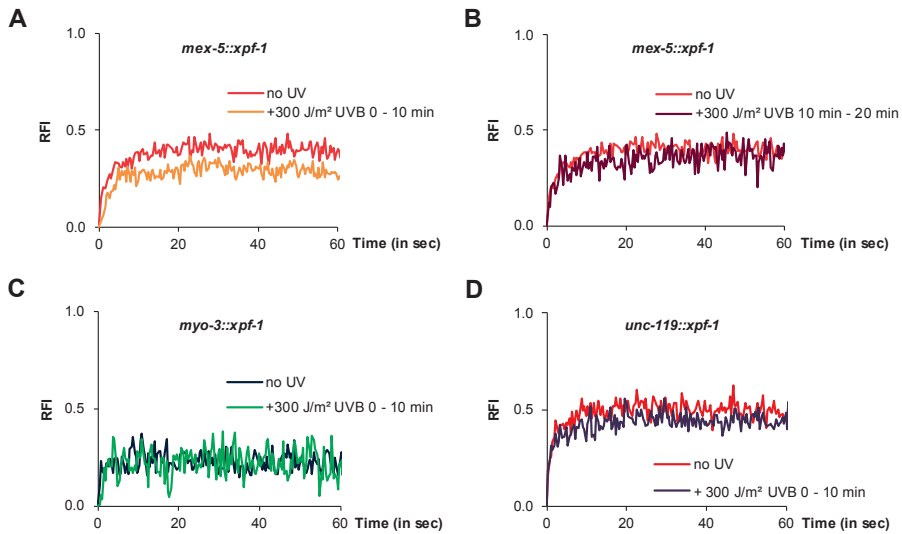 A
1.0
mex-5::xpf-1
no UV
+300 J/m² UVB 0 - 10 min
RFI
0.5
0.0
0
20
40
60
Time (in sec)
B
1.0
mex-5::xpf-1
no UV
+300 J/m² UVB 10 min - 20 min
RFI
0.5
0.0
0
20
40
60
Time (in sec)
C
1.0
myo-3::xpf-1
no UV
+300 J/m² UVB 0 - 10 min
RFI
0.5
0.0
0
20
40
60
Time (in sec)
D
1.0
unc-119::xpf-1
RFI
0.5
no UV
+ 300 J/m² UVB 0 - 10 min
0.0
0
20
40
60
Time (in sec)